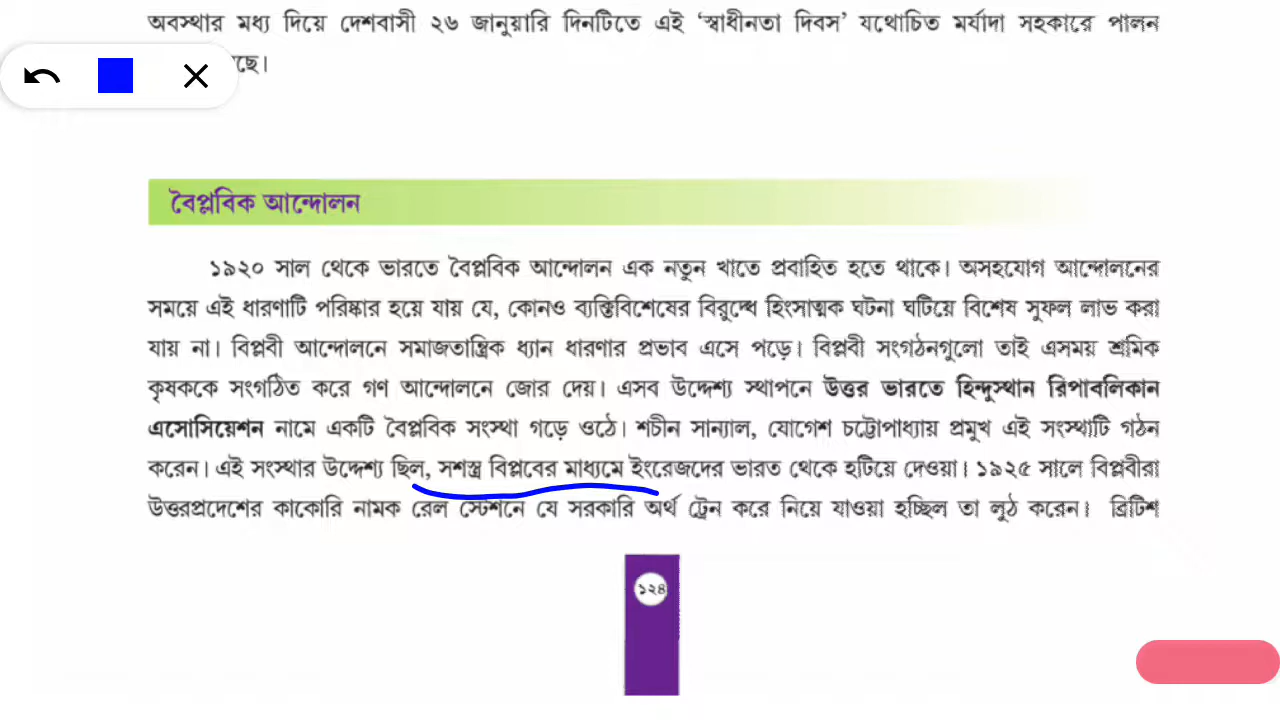 অবস্থার মধ্য দিয়ে দেশবাসী ২৬ জানুয়ারি দিনটিতে এই ‘স্বাধীনতা দিবস’ যথোচিত মর্যাদা সহকারে পালন
ছে।
বৈপ্লবিক আন্দোলন
১৯২০ সাল থেকে ভারতে বৈপ্লবিক আন্দোলন এক নতুন খাতে প্রবাহিত হতে থাকে। অসহযোগ আন্দোলনের
সময়ে এই ধারণাটি পরিষ্কার হয়ে যায় যে, কোনও ব্যক্তিবিশেষের বিরুদ্ধে হিংসাত্মক ঘটনা ঘটিয়ে বিশেষ সুফল লাভ করা
যায় না। বিপ্লবী আন্দোলনে সমাজতান্ত্রিক ধ্যান ধারণার প্রভাব এসে পড়ে। বিপ্লবী সংগঠনগুলো তাই এসময় শ্রমিক
কৃষককে সংগঠিত করে গণ আন্দোলনে জোর দেয়। এসব উদ্দেশ্য স্থাপনে উত্তর ভারতে হিন্দুস্থান রিপাবলিকান
এসোসিয়েশন নামে একটি বৈপ্লবিক সংস্থা গড়ে ওঠে। শচীন সান্যাল, যোগেশ চট্টোপাধ্যায় প্রমুখ এই সংস্থাটি গঠন
করেন। এই সংস্থার উদ্দেশ্য ছিল, সশস্ত্র বিপ্লবের মাধ্যমে ইংরেজদের ভারত থেকে হটিয়ে দেওয়া। ১৯২৫ সালে বিপ্লবীরা
উত্তরপ্রদেশের কাকোরি নামক রেল স্টেশনে যে সরকারি অর্থ ট্রেন করে নিয়ে যাওয়া হচ্ছিল তা লুঠ করেন। ব্রিটিশ
১২৪